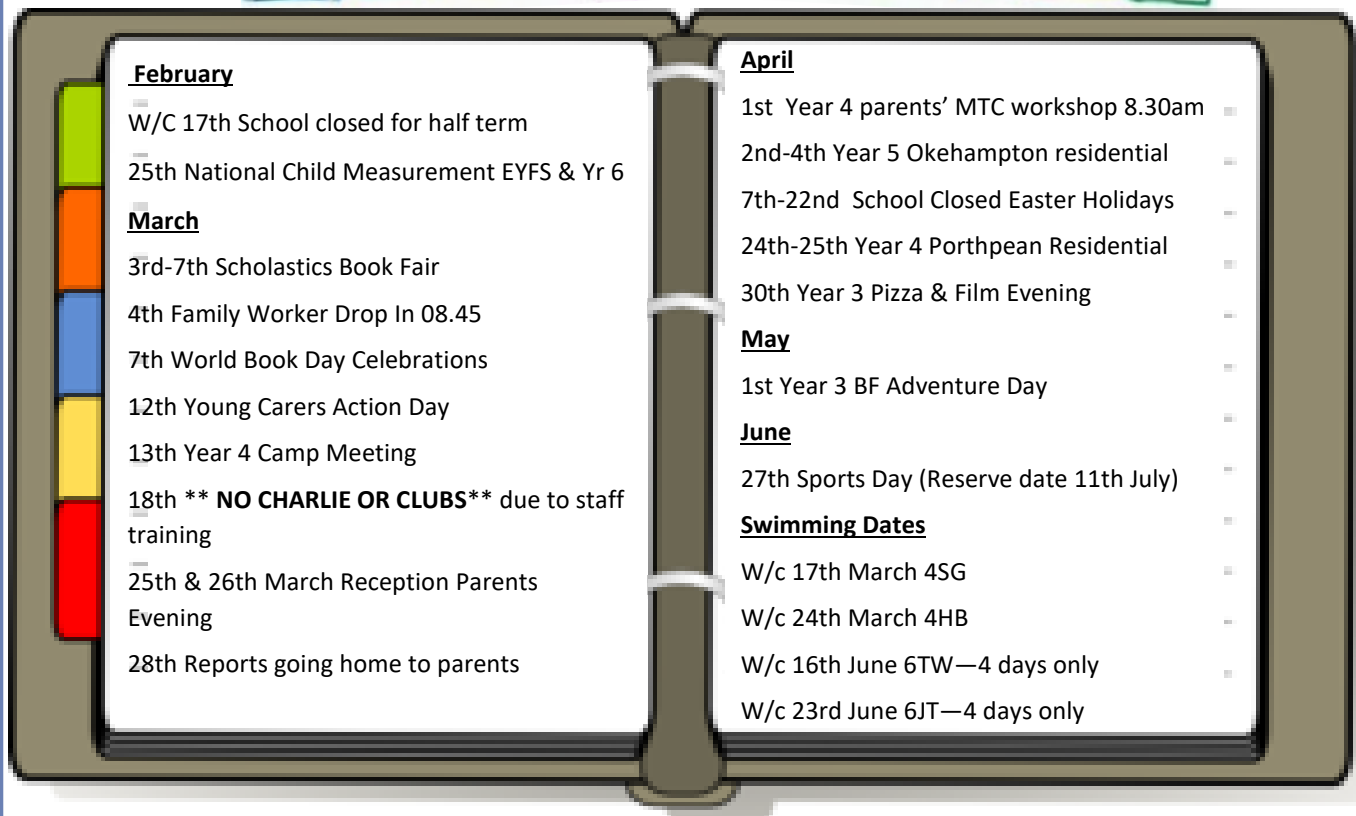 February
W/C 17th School closed for half term
25th National Child Measurement EYFS & Yr 6
March
3rd-7th Scholastics Book Fair
4th Family Worker Drop In 08.45
7th World Book Day Celebrations
12th Young Carers Action Day
13th Year 4 Camp Meeting
18th ** NO CHARLIE OR CLUBS** due to staff
training
25th & 26th March Reception Parents
Evening
28th Reports going home to parents
April
1st  Year 4 parents’ MTC workshop 8.30am
2nd-4th Year 5 Okehampton residential
7th-22nd  School Closed Easter Holidays
24th-25th Year 4 Porthpean Residential
30th Year 3 Pizza & Film Evening
May
1st Year 3 BF Adventure Day
June
27th Sports Day (Reserve date 11th July)
Swimming Dates
W/c 17th March 4SG
W/c 24th March 4HB
W/c 16th June 6TW—4 days only
W/c 23rd June 6JT—4 days only